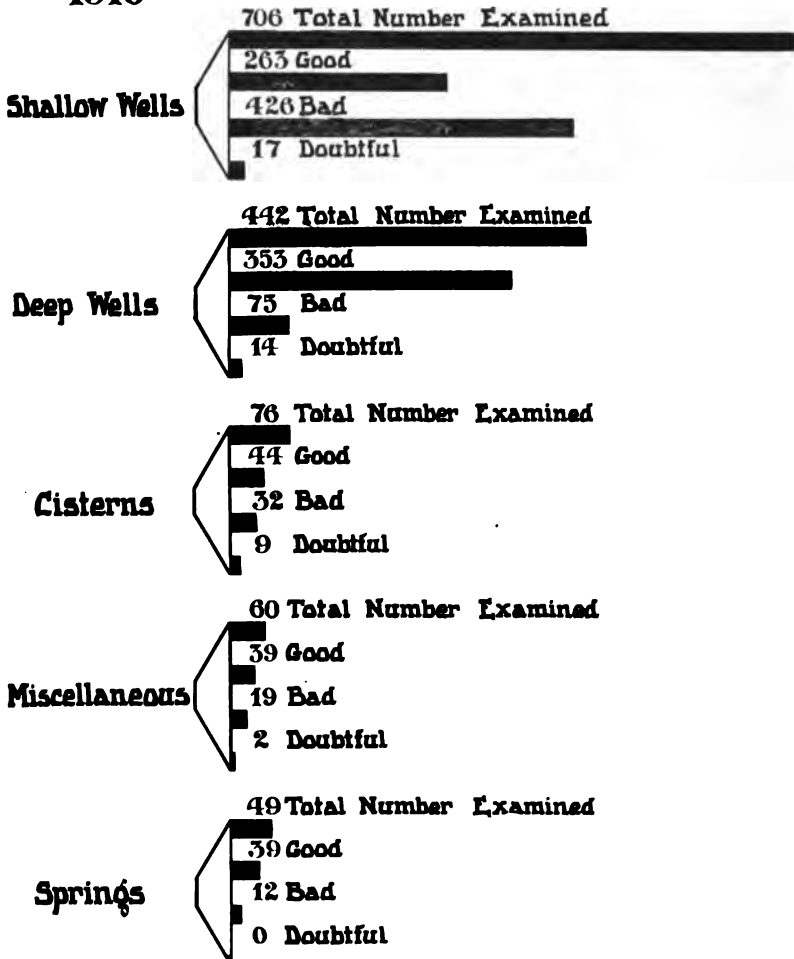 706 Total Number Examined
263 Good
Shallow Wells
426 Bad
17 Doubtful
442 Total Number Examined
353 Good
Deep Wells
75 Bad
14 Doubtful
76 Total Number Examined
44 Good
Cisterns
32 Bad
9 Doubtful
60 Total Number Examined
39 Good
Miscellaneous
19 Bad
2 Doubtful
49 Total Number Examined
39 Good
Springs
12 Bad
0 Doubtful